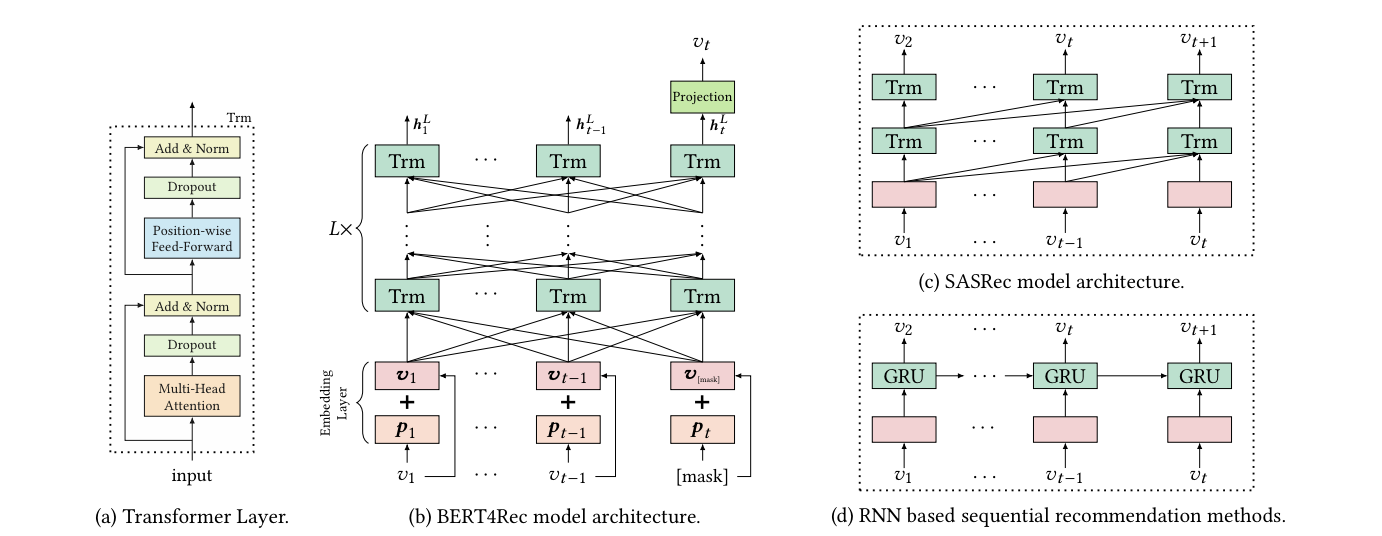 Trm
Add & Norm
Dropout
Position-wise
Feed-Forward
Add & Norm
Dropout
Multi-Head
Attention
input
(a) Transformer Layer.
v_t
Projection
h_1^L h_{t-1}^L h_t^L
Trm ··· Trm Trm
L×
Trm ··· Trm Trm
Embedding
Layer
v_1 ··· v_{t-1} v_[mask]
+ + +
p_1 ··· p_{t-1} p_t
v_1 ··· v_{t-1} [mask]
(b) BERT4Rec model architecture.
v_2 v_t v_{t+1}
Trm ··· Trm Trm
Trm ··· Trm Trm
···
v_1 ··· v_{t-1} v_t
(c) SASRec model architecture.
v_2 ··· v_t v_{t+1}
GRU ··· GRU GRU
···
v_1 ··· v_{t-1} v_t
(d) RNN based sequential recommendation methods.